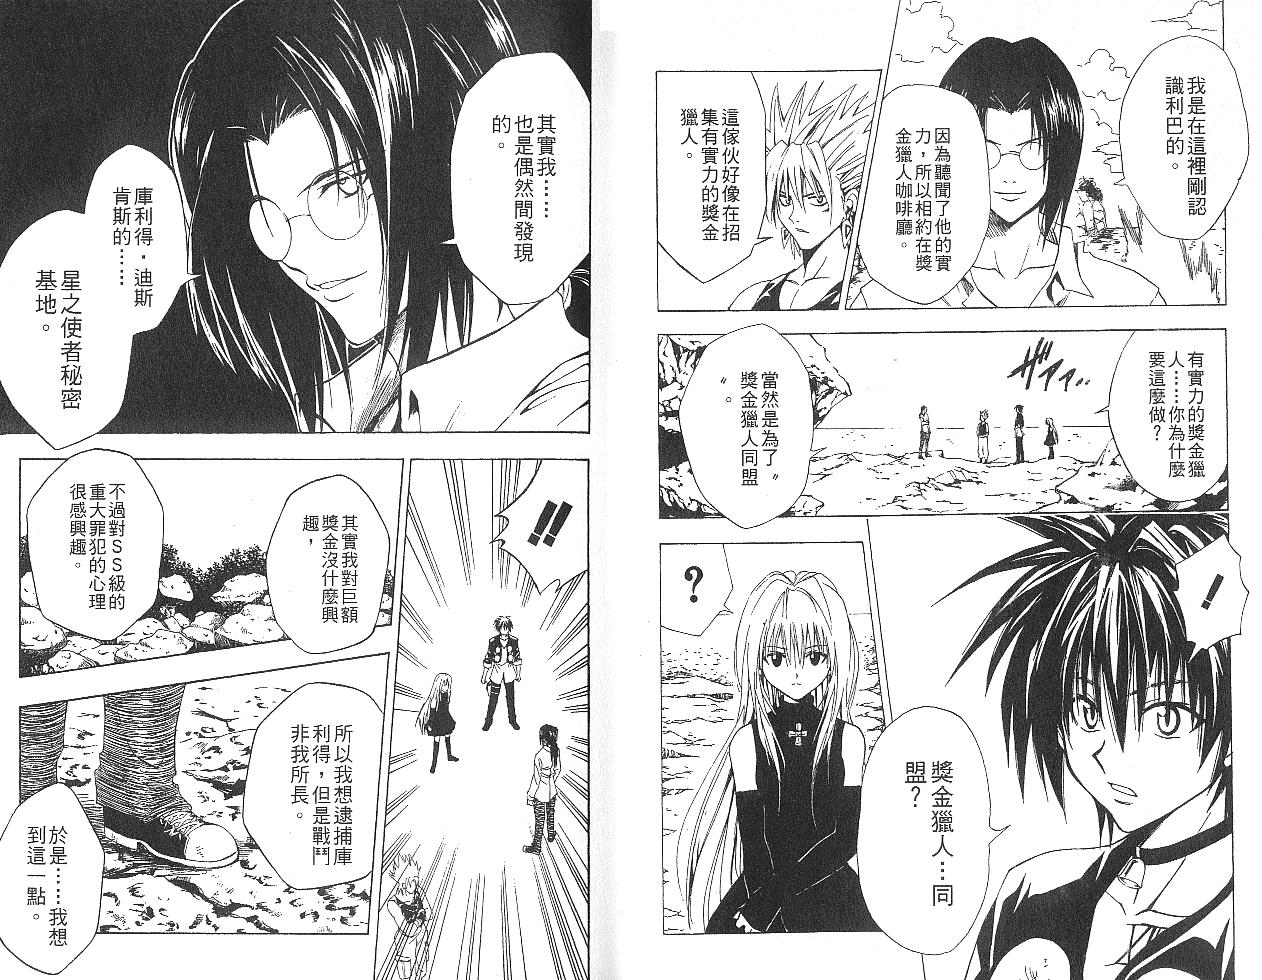 我是在這裡剛認
識利巴的。
因為聽聞了他的實
力，所以相約在獎
金獵人咖啡廳。
這傢伙好像在招
集有實力的獎金
獵人。
有實力的獎金獵
人……你為什麼
要這麼做？
ザアァ..
當然是為了〝
獎金獵人同盟
〞。
！
獎金獵人…同
盟？
？
其實我……
也是偶然間發現
的。
庫利得·迪斯
肯斯的……
星之使者秘密
基地。
!!
其實我對巨額
獎金沒什麼興
趣，
不過對ＳＳ級的
重大罪犯的心理
很感興趣。
所以我想逮捕庫
利得，但是戰鬥
非我所長。
於是……我想
到這一點。